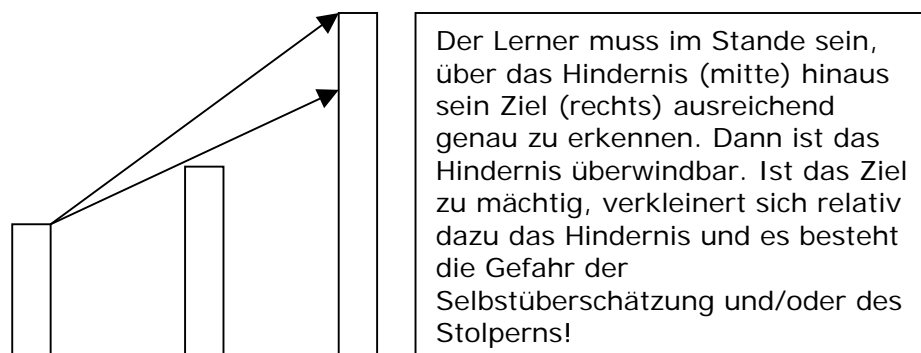 Der Lerner muss im Stande sein,
über das Hindernis (mitte) hinaus
sein Ziel (rechts) ausreichend
genau zu erkennen. Dann ist das
Hindernis überwindbar. Ist das Ziel
zu mächtig, verkleinert sich relativ
dazu das Hindernis und es besteht
die Gefahr der
Selbstüberschätzung und/oder des
Stolperns!